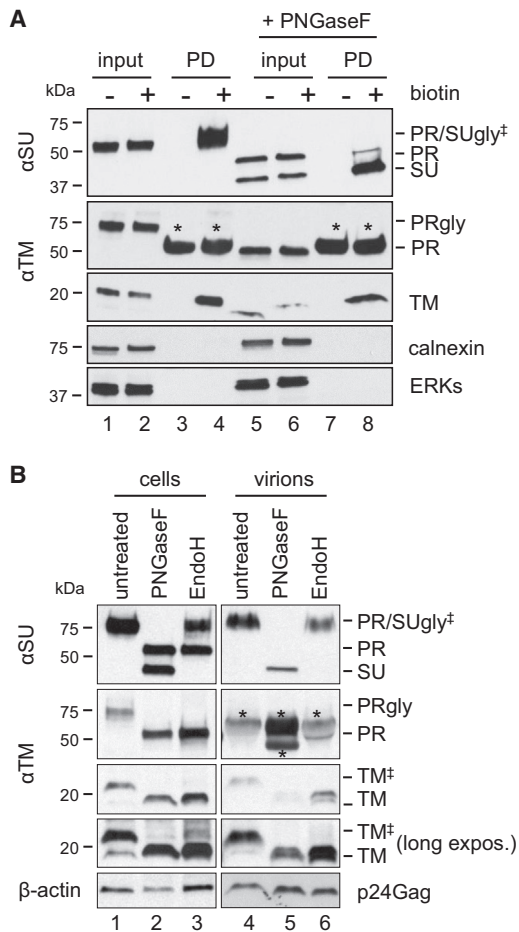 A
+ PNGaseF
input PD input PD
kDa - + - + - + - + biotin
αSU
75
50
37
PR/SUgly‡
PR
SU
αTM
75
50
* * * *
PRgly
PR
20
TM
75
calnexin
37
ERKs
1 2 3 4 5 6 7 8
B
cells virions
untreated PNGaseF EndoH untreated PNGaseF EndoH
kDa
αSU
75
50
PR/SUgly‡
PR
SU
αTM
75
50
* * *
*
PRgly
PR
20
TM‡
TM
20
TM‡ (long expos.)
TM
β-actin p24Gag
1 2 3 4 5 6